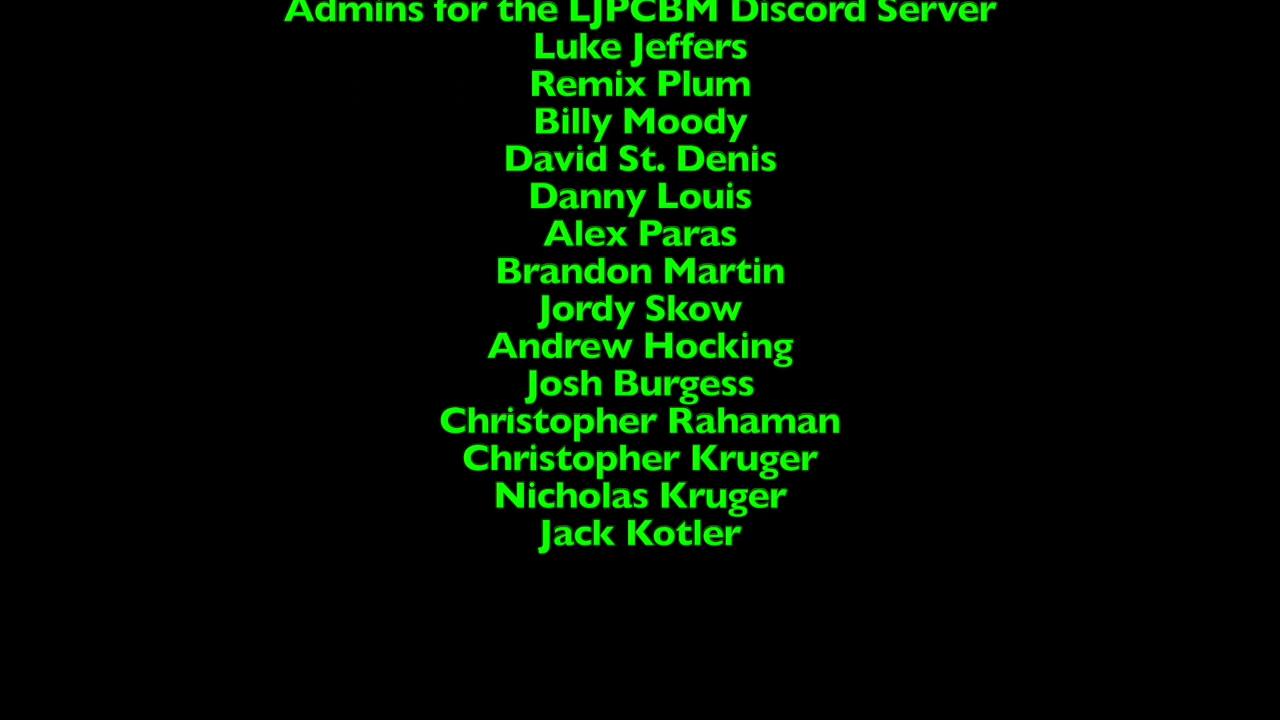 Admins for the LJPCBM Discord Server
Luke Jeffers
Remix Plum
Billy Moody
David St. Denis
Danny Louis
Alex Paras
Brandon Martin
Jordy Skow
Andrew Hocking
Josh Burgess
Christopher Rahaman
Christopher Kruger
Nicholas Kruger
Jack Kotler